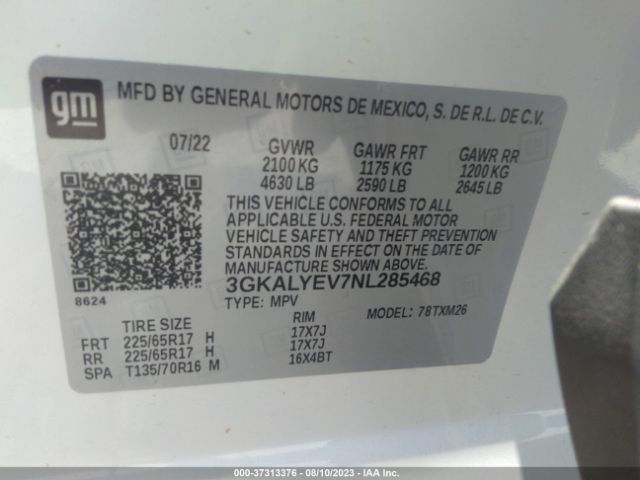 gm MFD BY GENERAL MOTORS DE MEXICO, S. DE R.L. DE C.V.
07/22 GVWR GAWR FRT GAWR RR
2100 KG 1175 KG 1200 KG
4630 LB 2590 LB 2645 LB
THIS VEHICLE CONFORMS TO ALL
APPLICABLE U.S. FEDERAL MOTOR
VEHICLE SAFETY AND THEFT PREVENTION
STANDARDS IN EFFECT ON THE DATE OF
MANUFACTURE SHOWN ABOVE.
8624 3GKALYEV7NL285468
TYPE: MPV MODEL: 78TXM26
TIRE SIZE RIM
FRT 225/65R17 H 17X7J
RR 225/65R17 H 17X7J
SPA T135/70R16 M 16X4BT
000-37313376 - 08/10/2023 - IAA Inc.